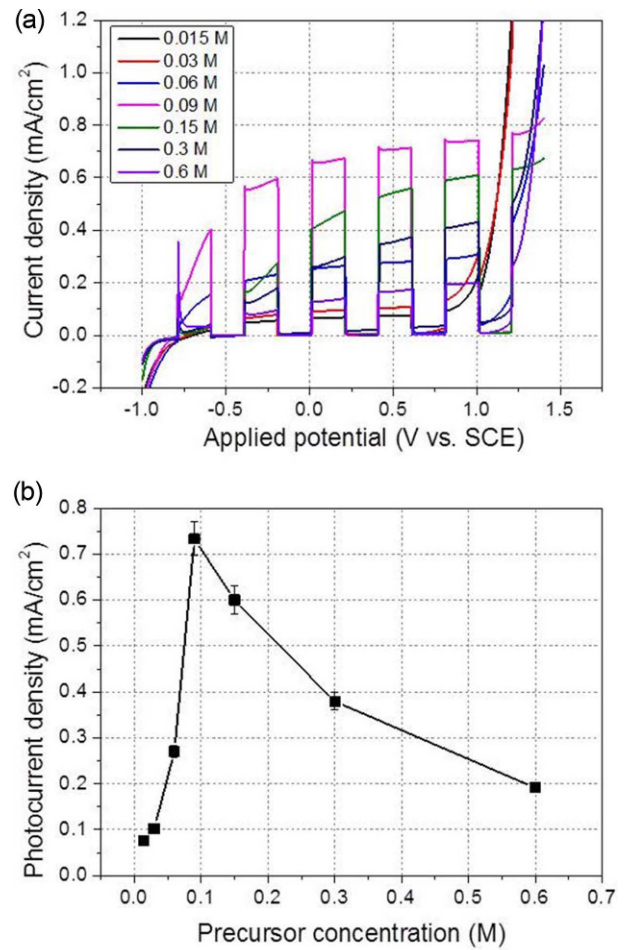 (a)
1.2
1.0
0.8
0.6
0.4
0.2
0.0
-0.2
Current density (mA/cm²)
0.015 M
0.03 M
0.06 M
0.09 M
0.15 M
0.3 M
0.6 M
-1.0 -0.5 0.0 0.5 1.0 1.5
Applied potential (V vs. SCE)
(b)
0.8
0.7
0.6
0.5
0.4
0.3
0.2
0.1
0.0
Photocurrent density (mA/cm²)
0.0 0.1 0.2 0.3 0.4 0.5 0.6 0.7
Precursor concentration (M)